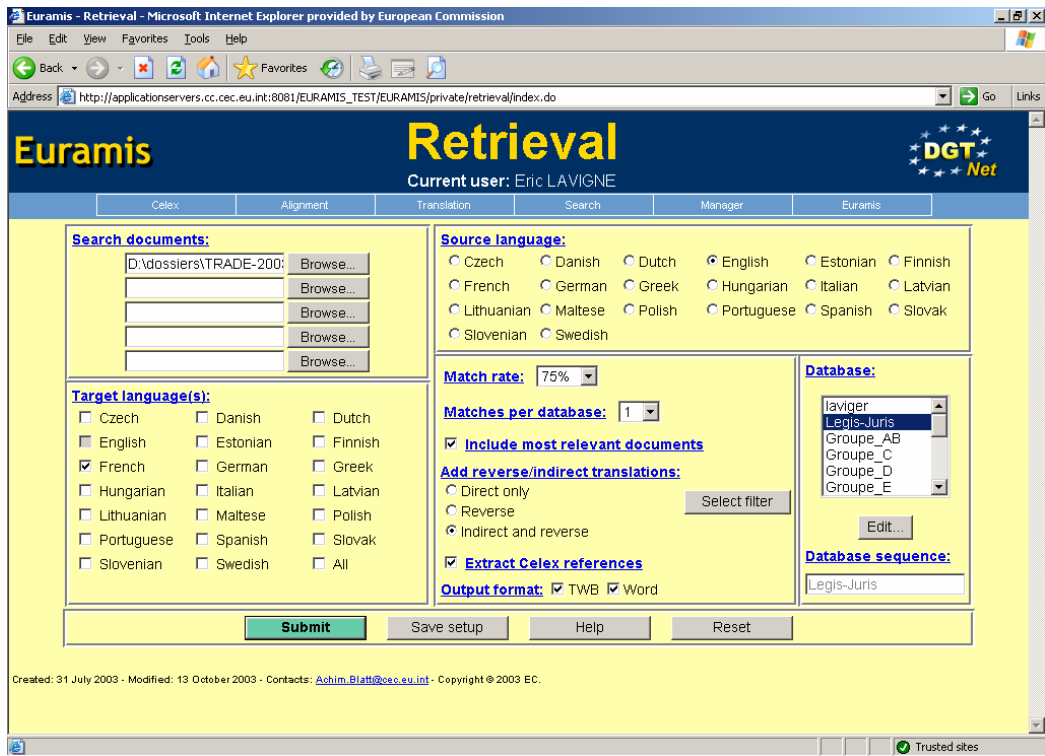 Euramis - Retrieval - Microsoft Internet Explorer provided by European Commission
File Edit View Favorites Tools Help
Back Favorites
Address http://applicationservers.cc.cec.eu.int:8081/EURAMIS_TEST/EURAMIS/private/retrieval/index.do Go Links
Euramis
Retrieval
Current user: Eric LAVIGNE
DGT Net
Celex Alignment Translation Search Manager Euramis
Search documents:
D:\dossiers\TRADE-200 Browse...
Browse...
Browse...
Browse...
Browse...
Target language(s):
Czech Danish Dutch
English Estonian Finnish
French German Greek
Hungarian Italian Latvian
Lithuanian Maltese Polish
Portuguese Spanish Slovak
Slovenian Swedish All
Source language:
Czech Danish Dutch English Estonian Finnish
French German Greek Hungarian Italian Latvian
Lithuanian Maltese Polish Portuguese Spanish Slovak
Slovenian Swedish
Match rate: 75%
Matches per database: 1
Include most relevant documents
Add reverse/indirect translations:
Direct only
Reverse
Indirect and reverse
Select filter
Extract Celex references
Output format: TWB Word
Database:
laviger
Legis-Juris
Groupe_AB
Groupe_C
Groupe_D
Groupe_E
Edit...
Database sequence:
Legis-Juris
Submit Save setup Help Reset
Created: 31 July 2003 - Modified: 13 October 2003 - Contacts: Achim.Blatt@cec.eu.int - Copyright © 2003 EC.
Trusted sites